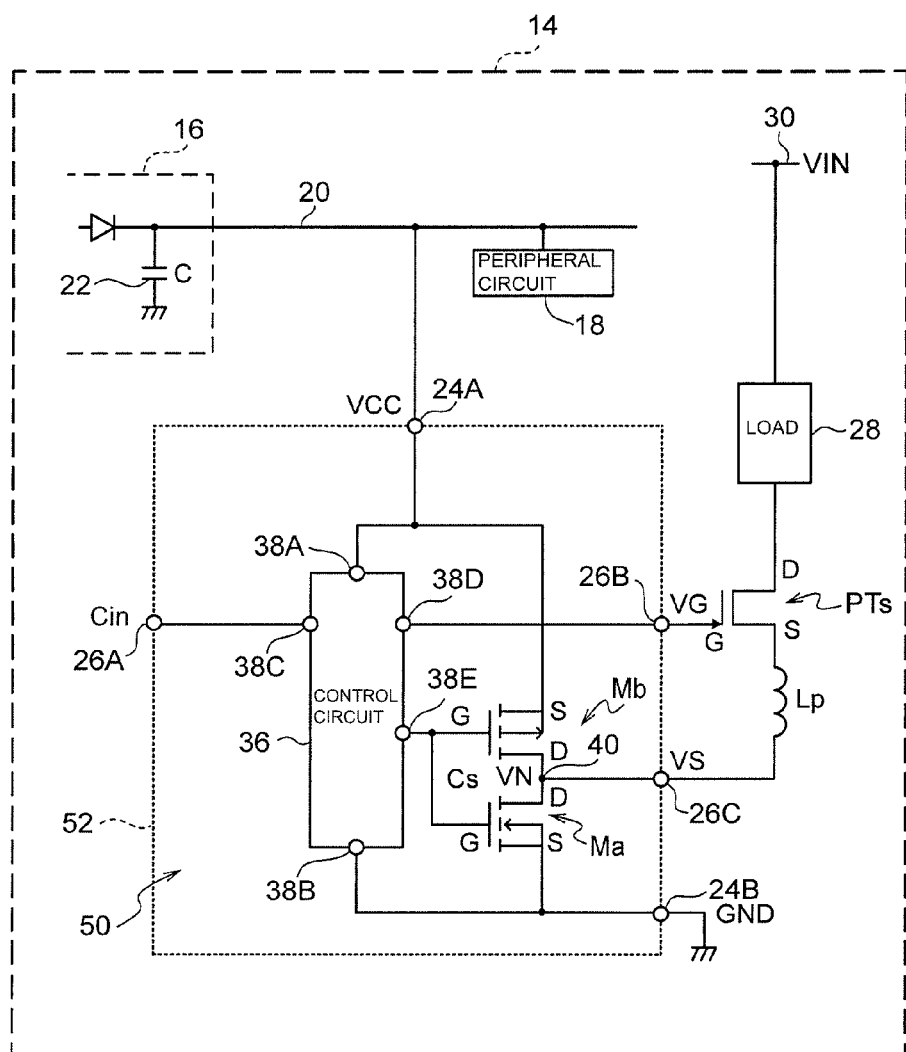 14
16
30
VIN
20
22
C
PERIPHERAL
CIRCUIT
18
VCC
24A
LOAD
28
38A
38D
26B
D
VG
PTs
Cin
G
S
26A
38C
38E
CONTROL
CIRCUIT
G
S
Mb
Lp
36
D
40
Cs
VN
VS
D
52
26C
G
S
Ma
38B
24B
50
GND